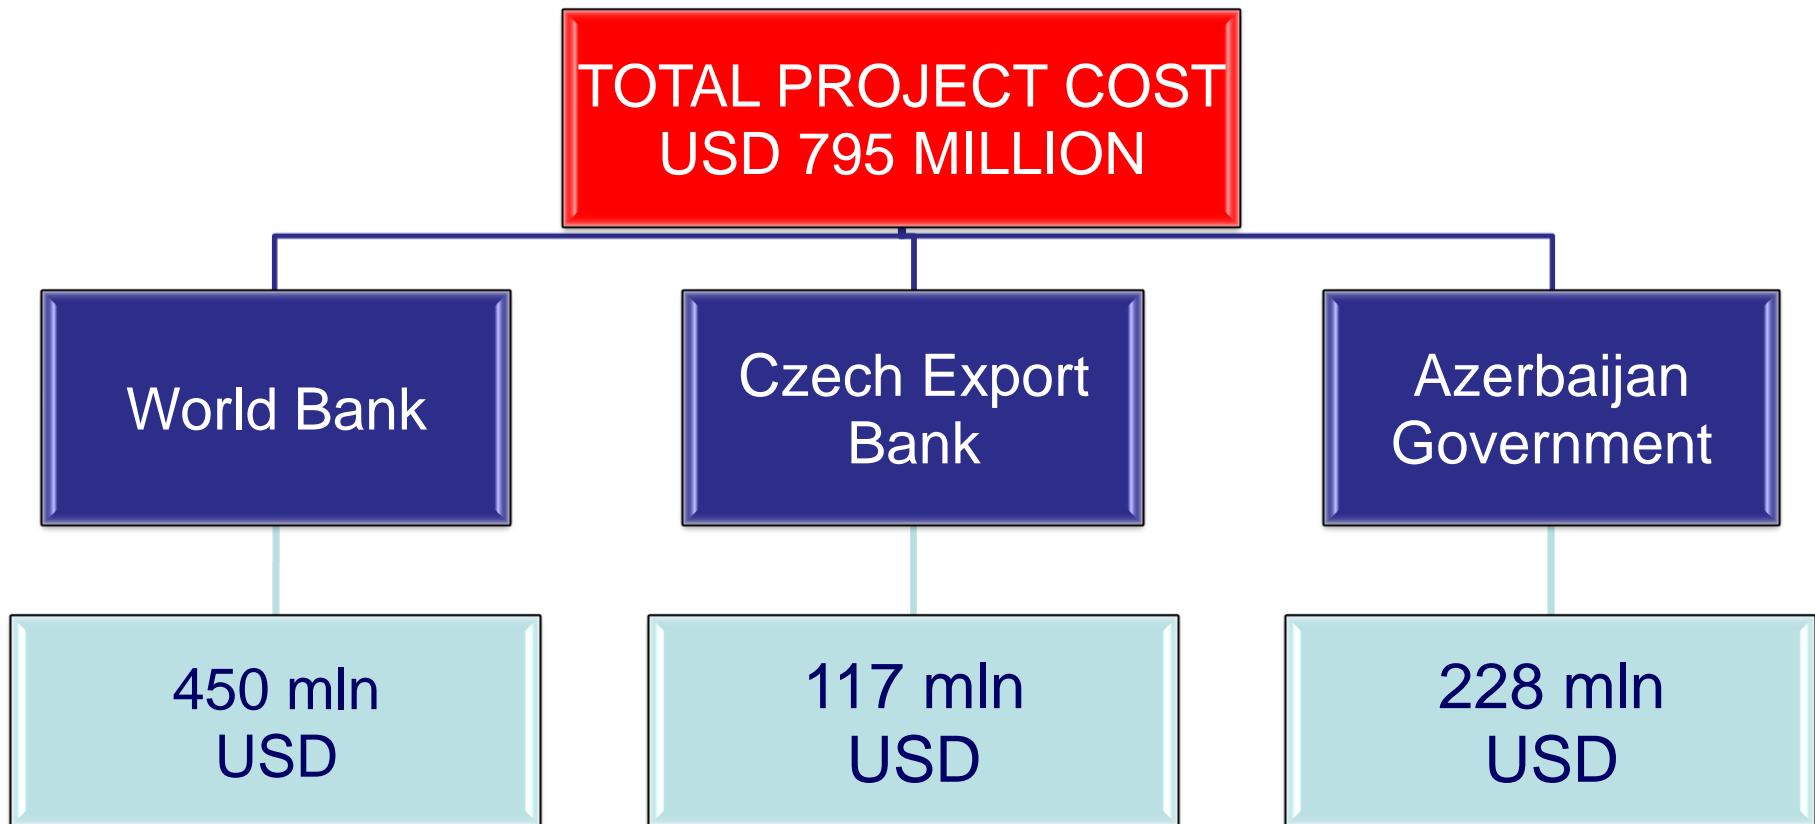 TOTAL PROJECT COST
USD 795 MILLION
World Bank
Czech Export
Bank
Azerbaijan
Government
450 mln
USD
117 mln
USD
228 mln
USD